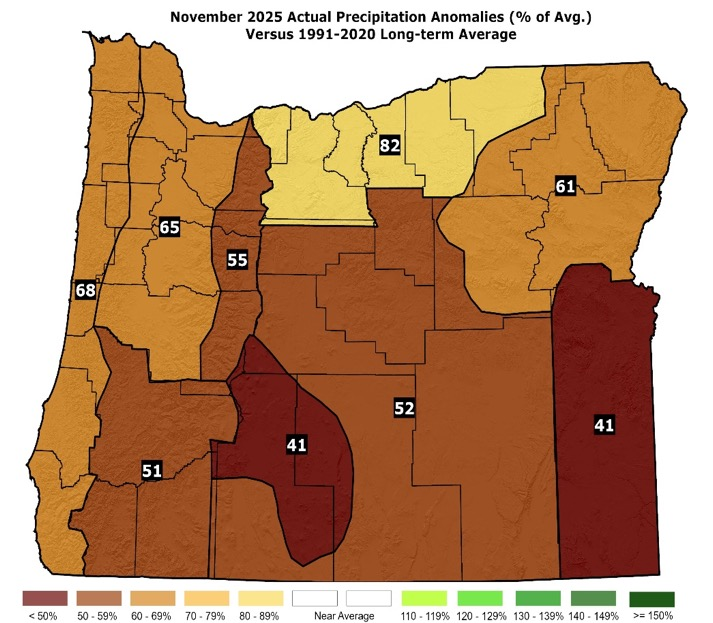 November 2025 Actual Precipitation Anomalies (% of Avg.)
Versus 1991-2020 Long-term Average
82
61
65
55
68
52
41
41
51
< 50%
50 - 59%
60 - 69%
70 - 79%
80 - 89%
Near Average
110 - 119%
120 - 129%
130 - 139%
140 - 149%
>= 150%